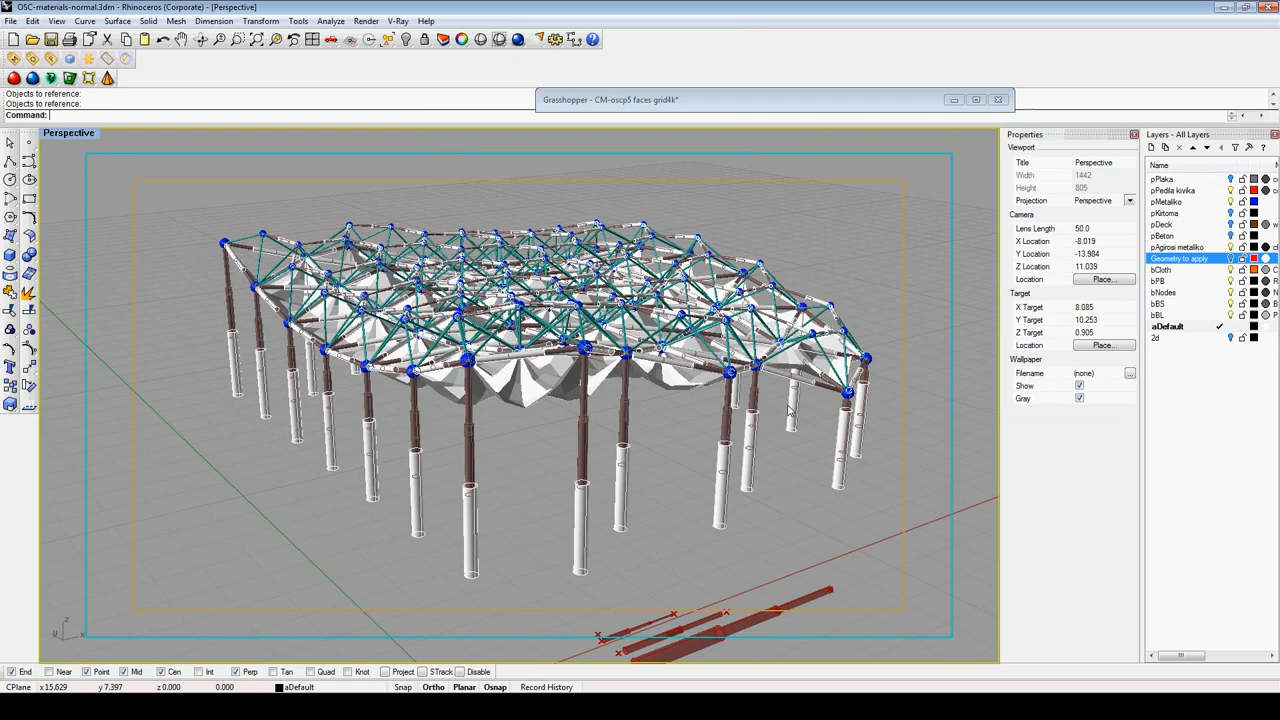 OSC-materials-normal.3dm - Rhinoceros (Corporate) - [Perspective]
File Edit View Curve Surface Solid Mesh Dimension Transform Tools Analyze Render V-Ray Help
Objects to reference:
Objects to reference:
Command:
Grasshopper - CM-oscp5 faces grid4k*
Perspective
Properties
Viewport
Title Perspective
Width 1442
Height 805
Projection Perspective
Camera
Lens Length 50.0
X Location -8.019
Y Location -13.984
Z Location 11.039
Location Place...
Target
X Target 8.085
Y Target 10.253
Z Target 0.905
Location Place...
Wallpaper
Filename (none) ...
Show
Gray
Layers - All Layers
Name
pPlaka
pPedila kivika
pMetaliko
pKitoma
pDeck
pBeton
pAgirosi metaliko
Geometry to apply
bCloth
bPB
bNodes
bBS
bBL
aDefault
2d
z
x
End Near Point Mid Cen Int Perp Tan Quad Knot Project STrack Disable
CPlane x 15.629 y 7.397 z 0.000 0.000 aDefault Snap Ortho Planar Osnap Record History